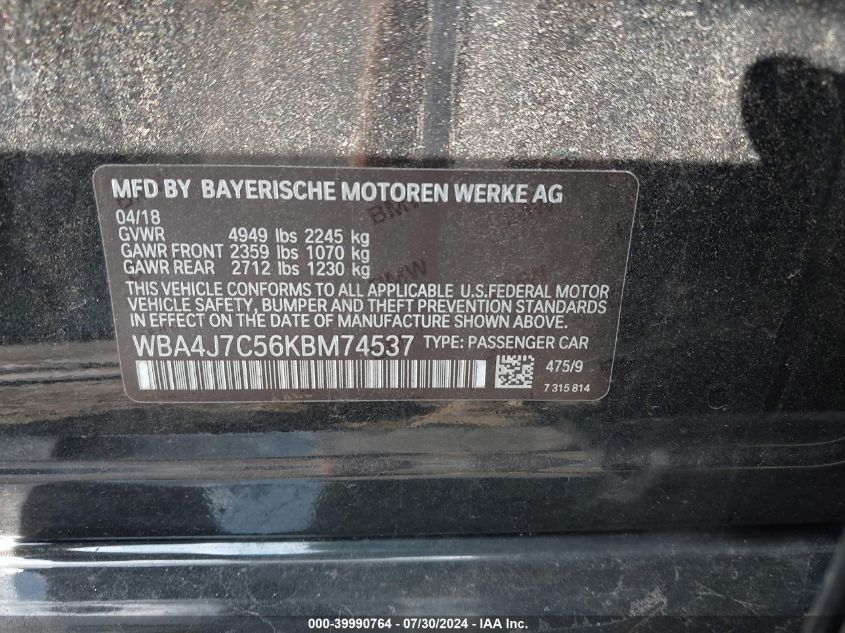 MFD BY BAYERISCHE MOTOREN WERKE AG
04/18
GVWR 4949 lbs 2245 kg
GAWR FRONT 2359 lbs 1070 kg
GAWR REAR 2712 lbs 1230 kg
THIS VEHICLE CONFORMS TO ALL APPLICABLE U.S.FEDERAL MOTOR
VEHICLE SAFETY, BUMPER AND THEFT PREVENTION STANDARDS
IN EFFECT ON THE DATE OF MANUFACTURE SHOWN ABOVE.
WBA4J7C56KBM74537 TYPE: PASSENGER CAR
475/9
7 315 814
000-39990764 - 07/30/2024 - IAA Inc.